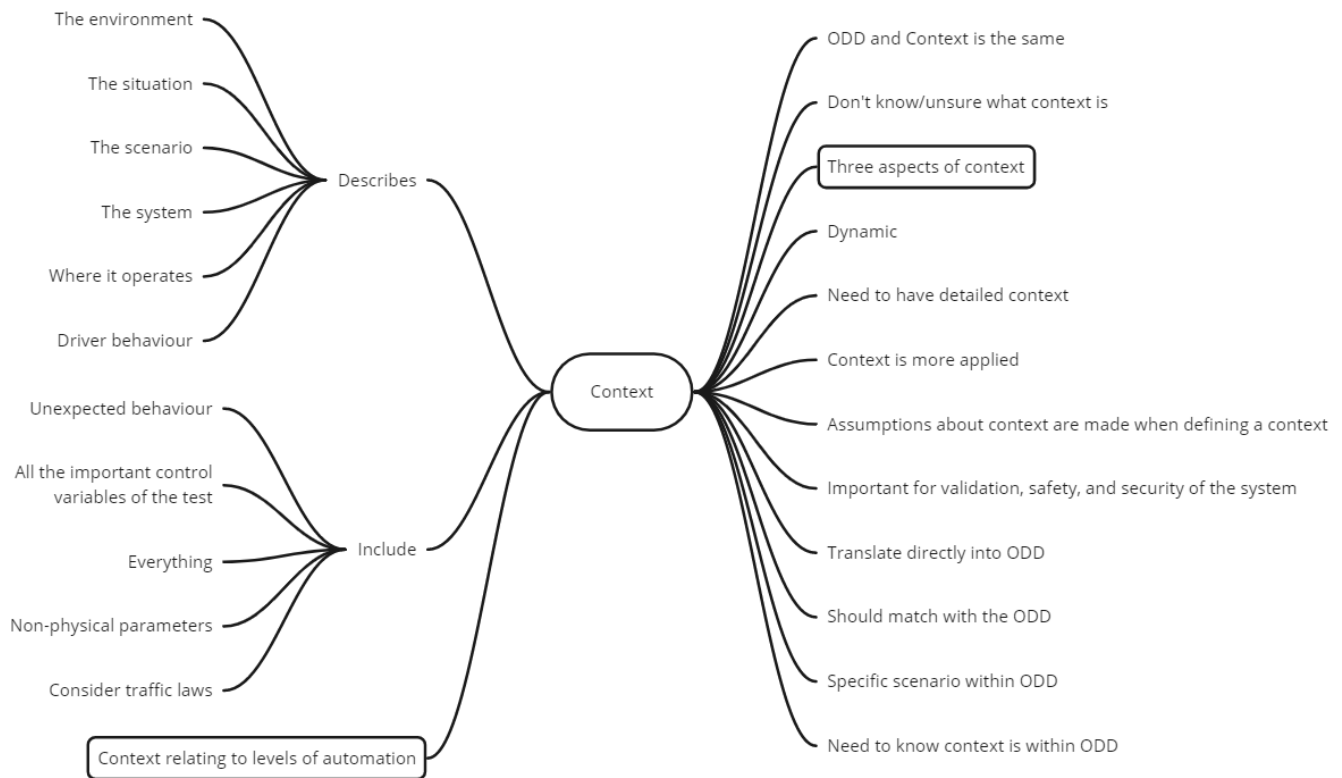 The environment
The situation
The scenario
The system
Where it operates
Driver behaviour
Describes
Unexpected behaviour
All the important control
variables of the test
Everything
Non-physical parameters
Consider traffic laws
Include
Context relating to levels of automation
Context
ODD and Context is the same
Don't know/unsure what context is
Three aspects of context
Dynamic
Need to have detailed context
Context is more applied
Assumptions about context are made when defining a context
Important for validation, safety, and security of the system
Translate directly into ODD
Should match with the ODD
Specific scenario within ODD
Need to know context is within ODD